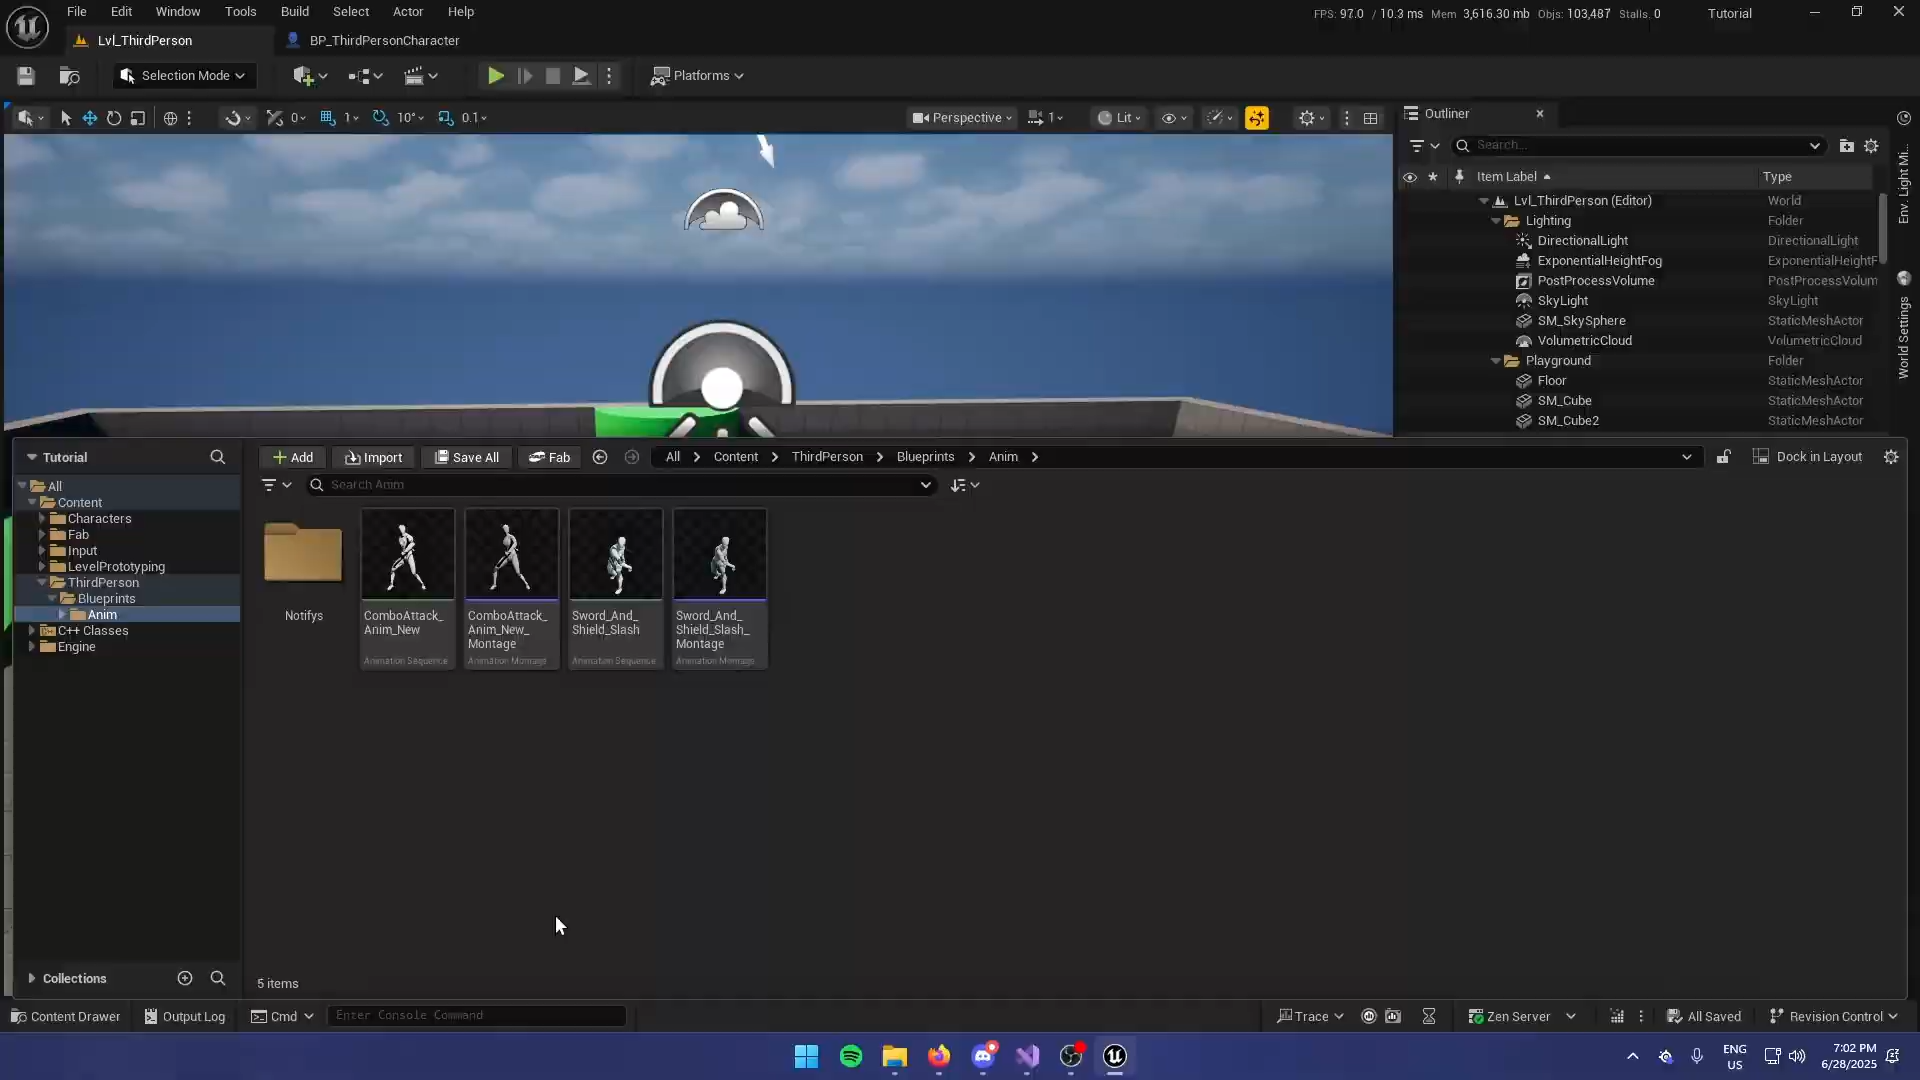 File Edit Window Tools Build Select Actor Help
FPS: 97.0 / 10.3 ms Mem 3,616.30 mb Objs: 103,487 Stalls: 0
Tutorial
Lvl_ThirdPerson
BP_ThirdPersonCharacter
Selection Mode
Platforms
0
1
10°
0.1
Perspective
1
Lit
Outliner
Search...
Item Label
Type
Lvl_ThirdPerson (Editor) World
Lighting Folder
DirectionalLight DirectionalLight
ExponentialHeightFog ExponentialHeightF
PostProcessVolume PostProcessVolum
SkyLight SkyLight
SM_SkySphere StaticMeshActor
VolumetricCloud VolumetricCloud
Playground Folder
Floor StaticMeshActor
SM_Cube StaticMeshActor
SM_Cube2 StaticMeshActor
Env. Light Mi...
World Settings
Tutorial
All
Content
Characters
Fab
Input
LevelPrototyping
ThirdPerson
Blueprints
Anim
C++ Classes
Engine
Collections
Add
Import
Save All
Fab
All
Content
ThirdPerson
Blueprints
Anim
Dock in Layout
Search Anim
Notifys
ComboAttack_
Anim_New
Animation Sequence
ComboAttack_
Anim_New_
Montage
Animation Montage
Sword_And_
Shield_Slash
Animation Sequence
Sword_And_
Shield_Slash_
Montage
Animation Montage
5 items
Content Drawer
Output Log
Cmd
Enter Console Command
Trace
Zen Server
All Saved
Revision Control
ENG
US
7:02 PM
6/28/2025